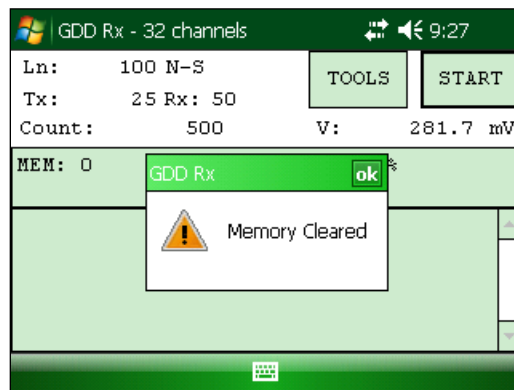 GDD Rx - 32 channels 9:27
Ln: 100 N-S TOOLS START
Tx: 25 Rx: 50
Count: 500 V: 281.7 mV
MEM: 0 %
GDD Rx ok
Memory Cleared